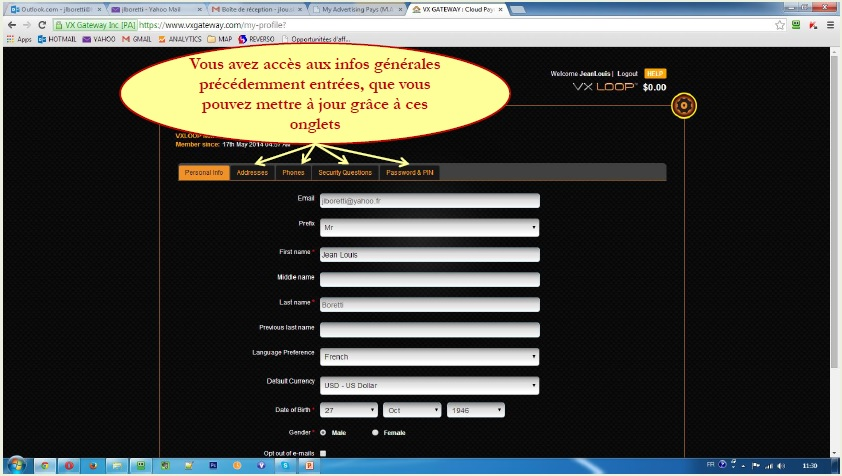 Outlook.com - jlboretti@
jlboretti - Yahoo Mail
Boîte de réception - jlouis
My Advertising Pays (MA
VX GATEWAY: Cloud Pay
VX Gateway Inc [PA] https://www.vxgateway.com/my-profile?
Apps HOTMAIL YAHOO GMAIL ANALYTICS MAP REVERSO Opportunitées d'aff...
Vous avez accès aux infos générales
précédemment entrées, que vous
pouvez mettre à jour grâce à ces
onglets
Welcome JeanLouis | Logout HELP
VX LOOP $0.00
VXLOOP
Member since: 17th May 2014 04:57 AM
Personal Info Addresses Phones Security Questions Password & PIN
Email jlboretti@yahoo.fr
Prefix Mr
First name * Jean Louis
Middle name
Last name * Boretti
Previous last name
Language Preference French
Default Currency USD - US Dollar
Date of Birth * 27 Oct 1946
Gender * Male Female
Opt out of e-mails
FR 11:30